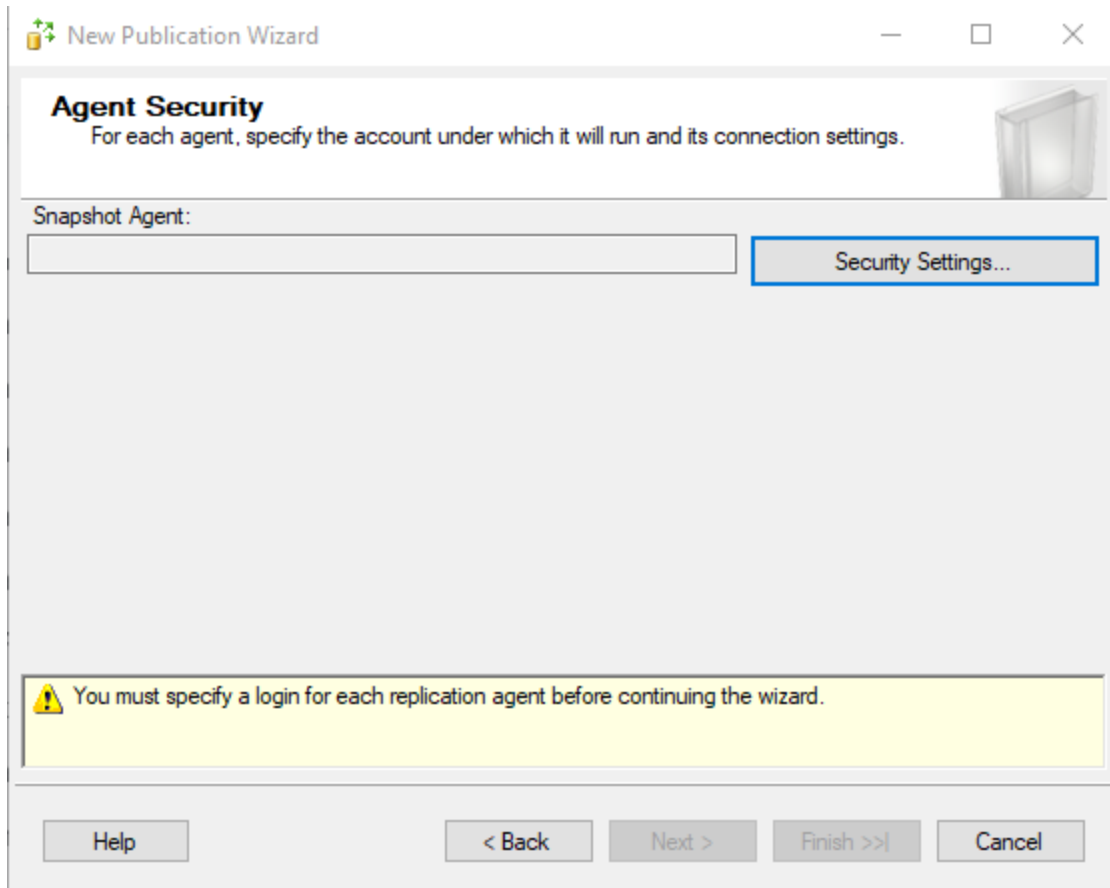 New Publication Wizard
Agent Security
For each agent, specify the account under which it will run and its connection settings.
Snapshot Agent:
Security Settings...
You must specify a login for each replication agent before continuing the wizard.
Help
< Back
Next >
Finish >>|
Cancel